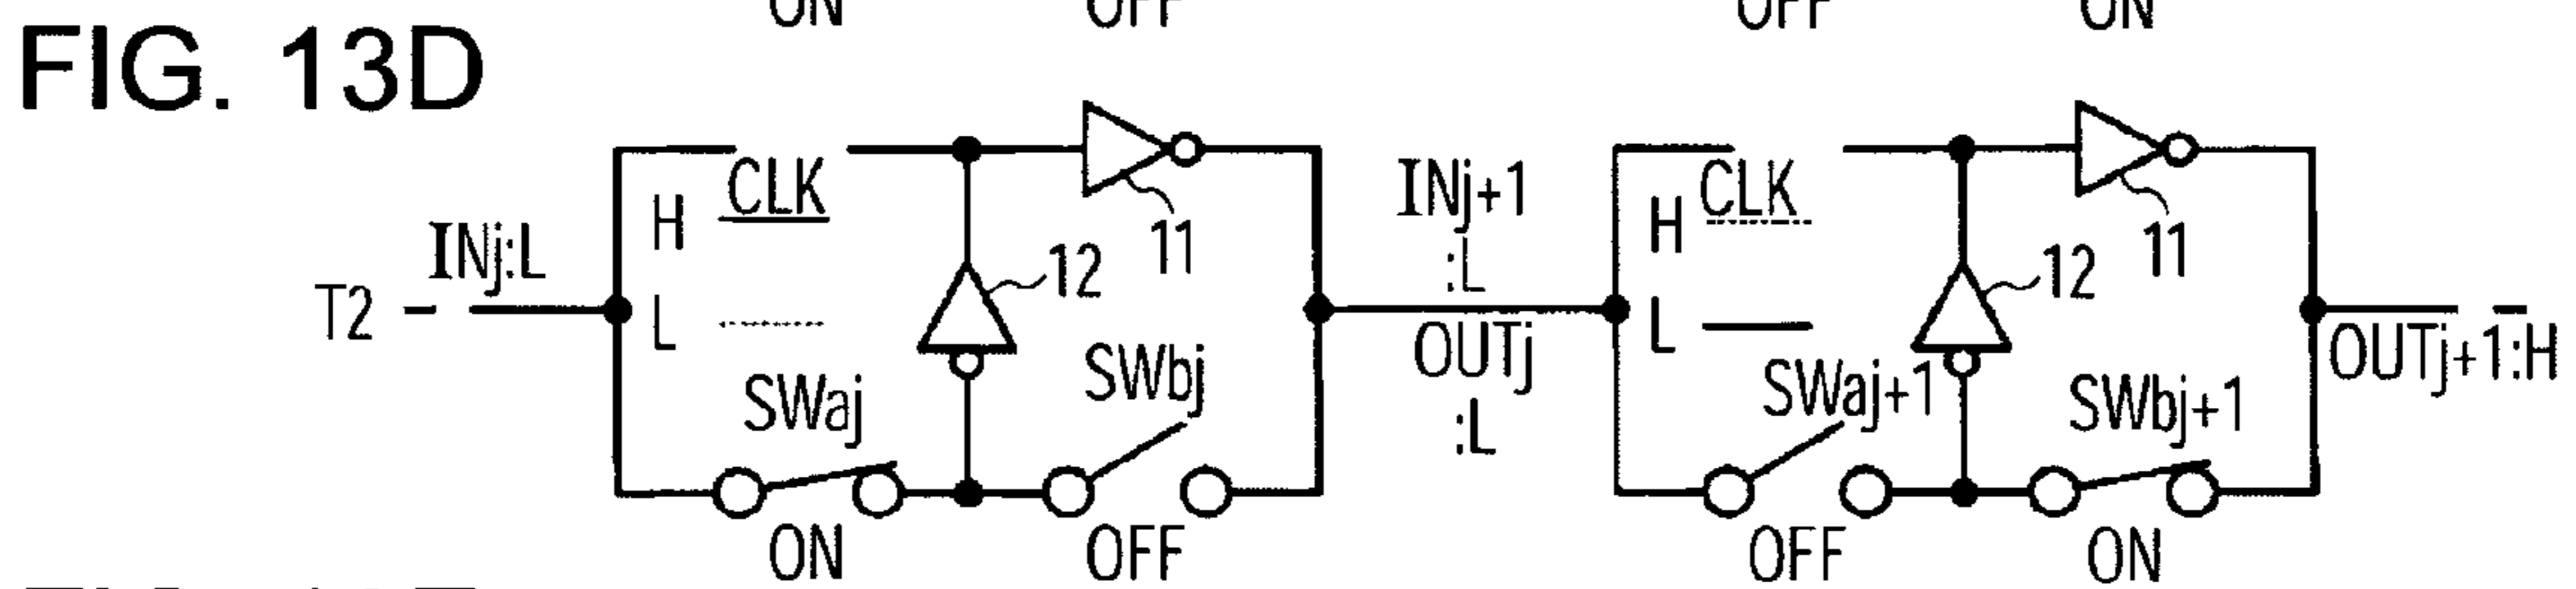 ON OFF OFF ON
FIG. 13D
T2
INj:L
H
CLK
L
11
12
SWaj
SWbj
ON
OFF
INj+1
:L
OUTj
:L
H
CLK
L
11
12
SWaj+1
SWbj+1
OFF
ON
OUTj+1:H